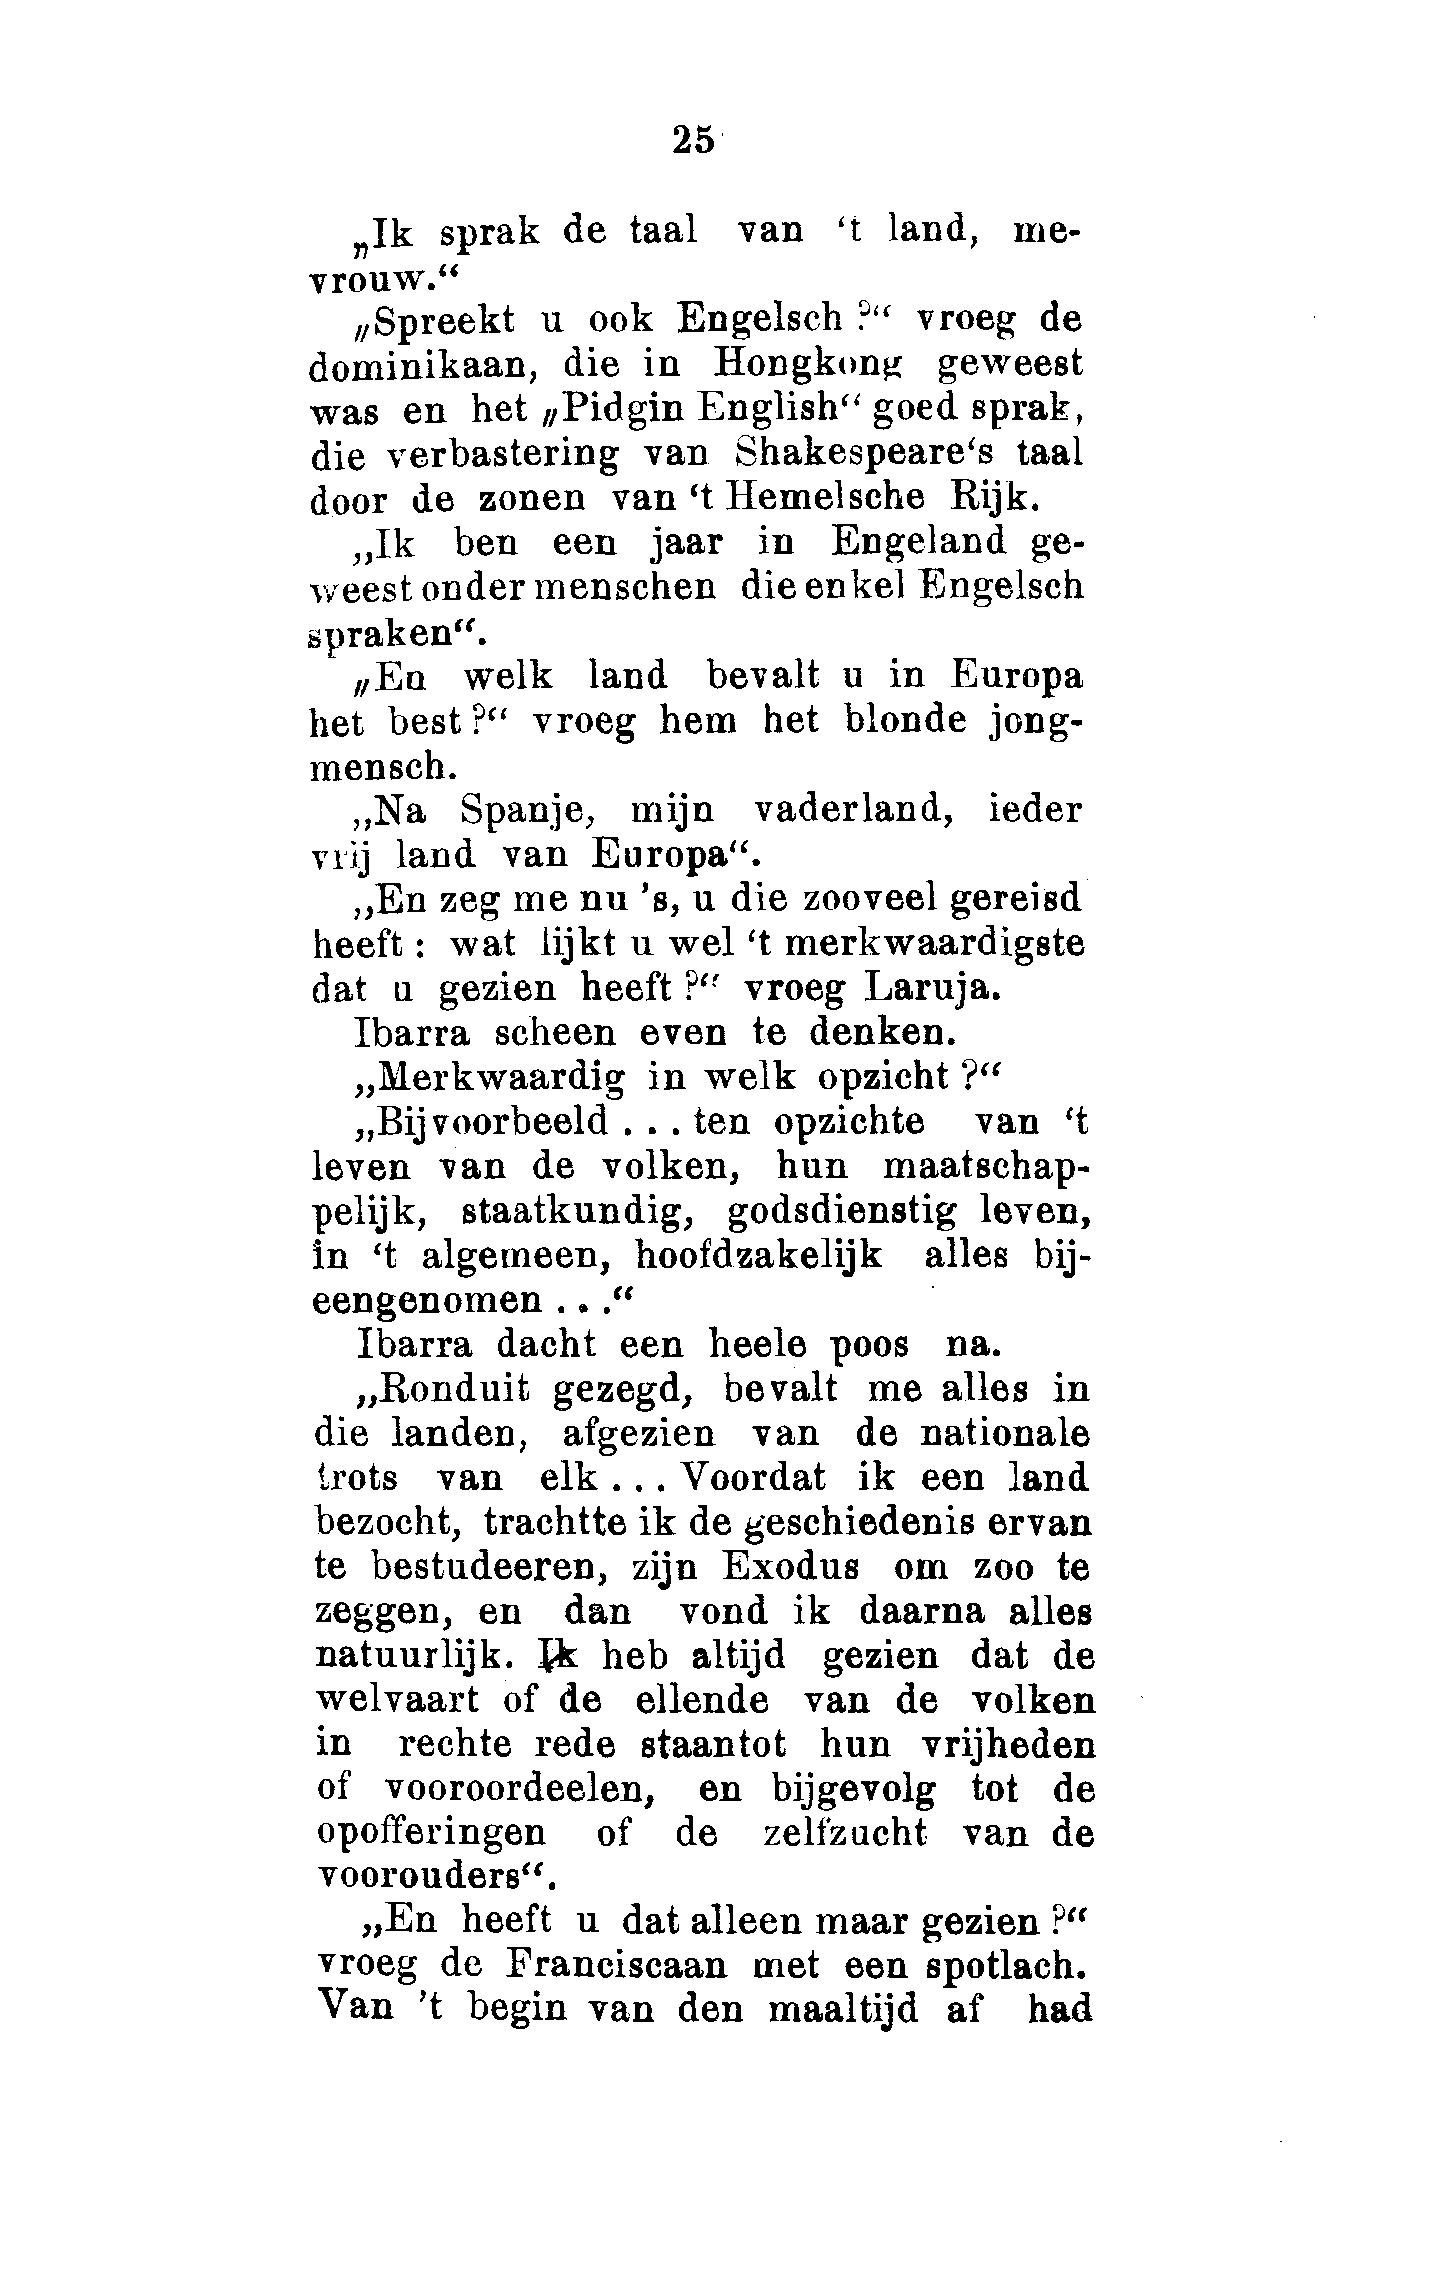 25
„Ik sprak de taal van ‘t land, me-
vrouw.“
„Spreekt u ook Engelsch ?“ vroeg de
dominikaan, die in Hongkong geweest
was en het „Pidgin English“ goed sprak,
die verbastering van Shakespeare‘s taal
door de zonen van ‘t Hemelsche Rijk.
„Ik ben een jaar in Engeland ge-
weest onder menschen die enkel Engelsch
spraken“.
„En welk land bevalt u in Europa
het best ?“ vroeg hem het blonde jong-
mensch.
„Na Spanje, mijn vaderland, ieder
vrij land van Europa“.
„En zeg me nu ’s, u die zooveel gereisd
heeft : wat lijkt u wel ‘t merkwaardigste
dat u gezien heeft ?“ vroeg Laruja.
Ibarra scheen even te denken.
„Merkwaardig in welk opzicht ?“
„Bijvoorbeeld . . . ten opzichte van ‘t
leven van de volken, hun maatschap-
pelijk, staatkundig, godsdienstig leven,
in ‘t algemeen, hoofdzakelijk alles bij-
eengenomen . . .“
Ibarra dacht een heele poos na.
„Ronduit gezegd, bevalt me alles in
die landen, afgezien van de nationale
trots van elk . . . Voordat ik een land
bezocht, trachtte ik de geschiedenis ervan
te bestudeeren, zijn Exodus om zoo te
zeggen, en dan vond ik daarna alles
natuurlijk. Ik heb altijd gezien dat de
welvaart of de ellende van de volken
in rechte rede staantot hun vrijheden
of vooroordeelen, en bijgevolg tot de
opofferingen of de zelfzucht van de
voorouders“.
„En heeft u dat alleen maar gezien ?“
vroeg de Franciscaan met een spotlach.
Van ’t begin van den maaltijd af had